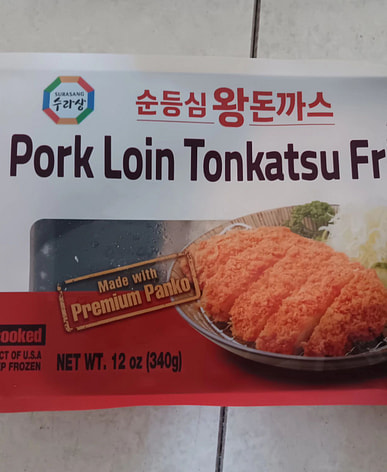 SURASANG
수라상
순등심 왕돈까스
Pork Loin Tonkatsu Fr
Made with
Premium Panko
cooked
CT OF U.S.A
P FROZEN
NET WT. 12 oz (340g)